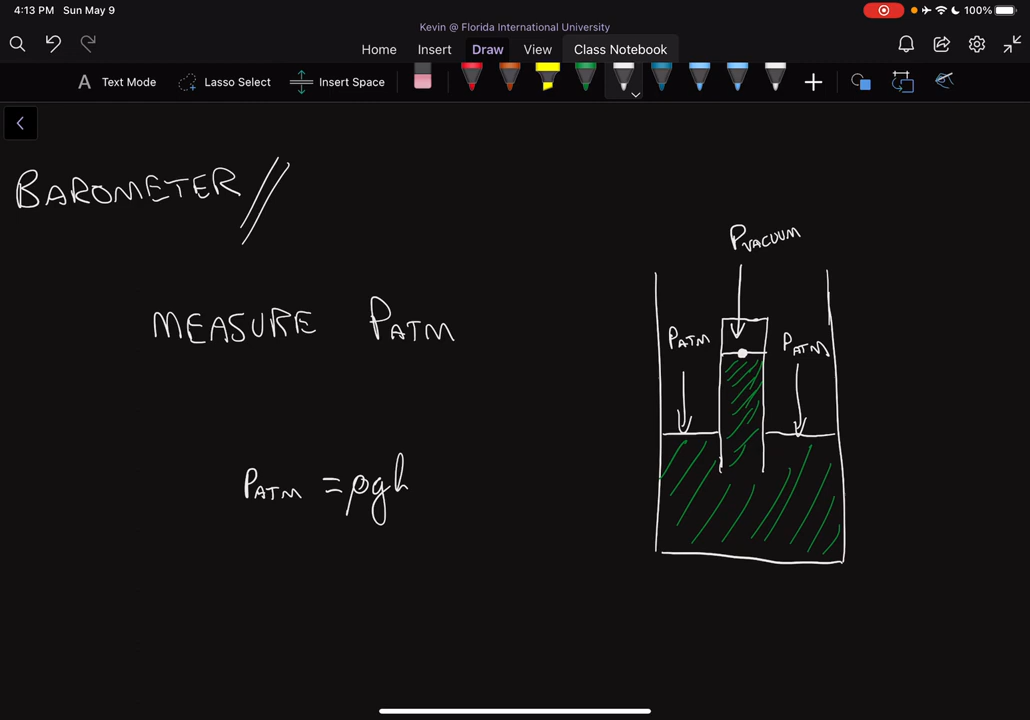 4:13 PM Sun May 9
100%
Kevin @ Florida International University
Home Insert Draw View Class Notebook
A Text Mode Lasso Select Insert Space
BAROMETER//
PVACUUM
MEASURE PATM
PATM PATM
PATM = ρgh